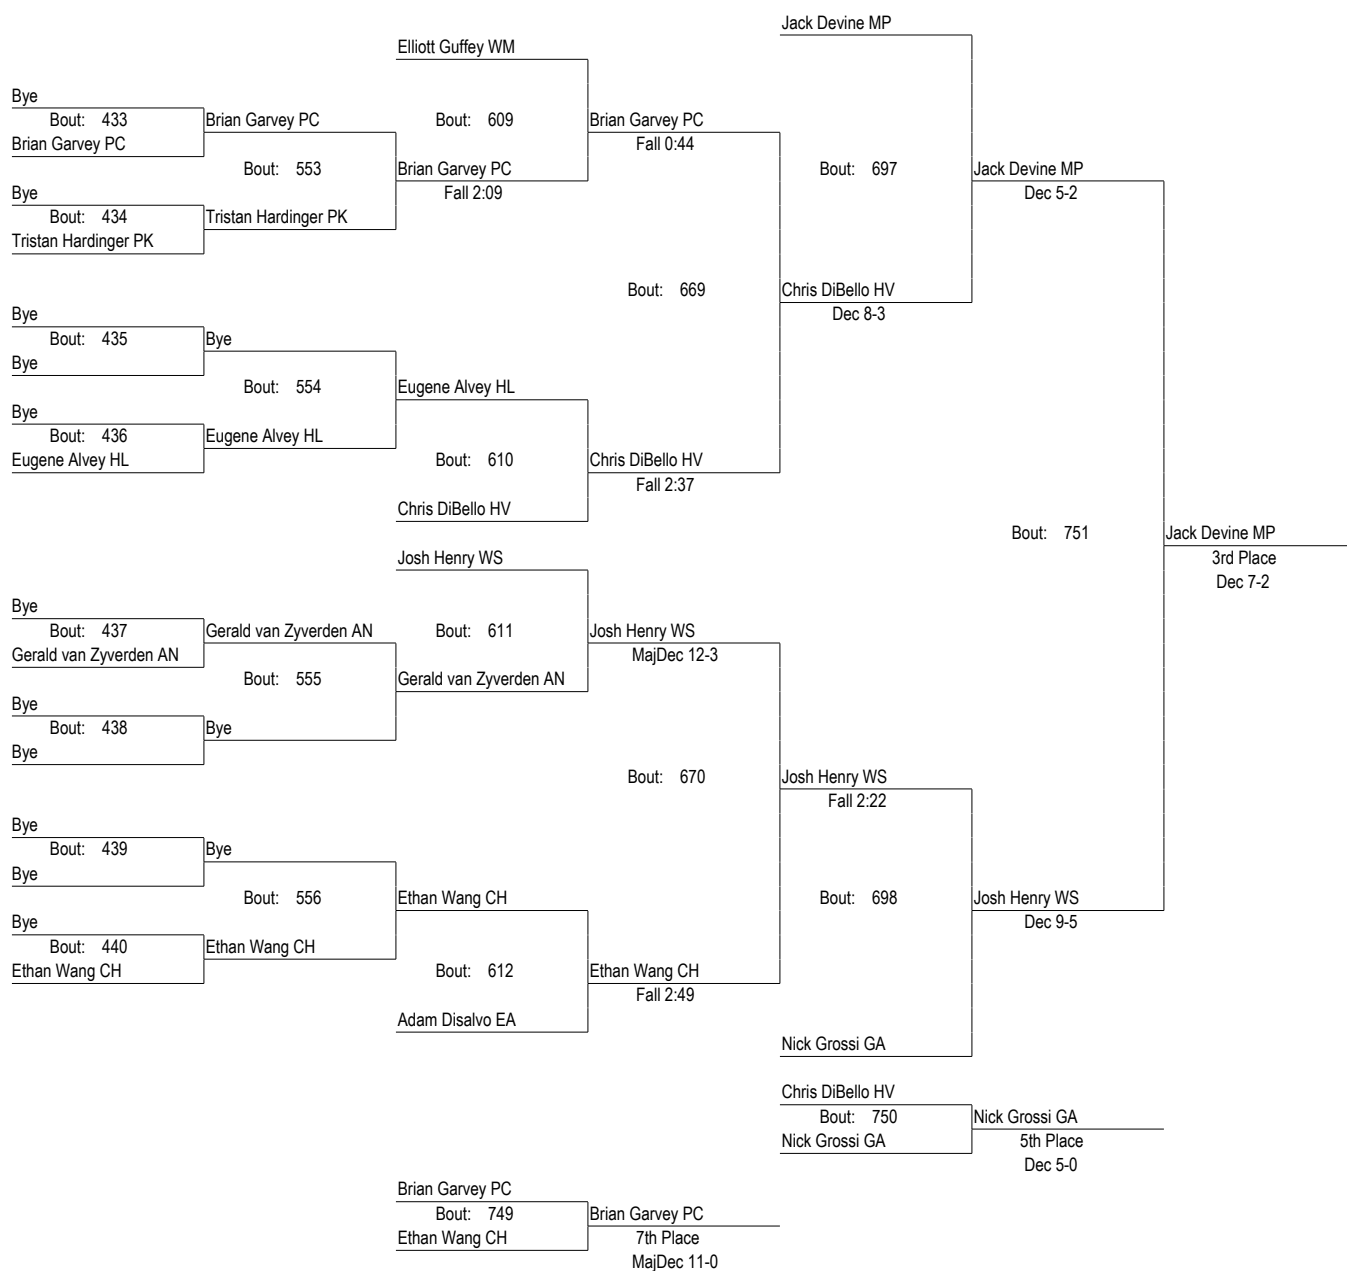 Jack Devine MP
Elliott Guffey WM
Bye
Bout: 433
Brian Garvey PC
Brian Garvey PC
Bout: 609
Brian Garvey PC
Fall 0:44
Bout: 553
Brian Garvey PC
Fall 2:09
Bout: 697
Jack Devine MP
Dec 5-2
Bye
Bout: 434
Tristan Hardinger PK
Tristan Hardinger PK
Bout: 669
Chris DiBello HV
Dec 8-3
Bye
Bout: 435
Bye
Bye
Bout: 554
Eugene Alvey HL
Bye
Bout: 436
Eugene Alvey HL
Eugene Alvey HL
Bout: 610
Chris DiBello HV
Fall 2:37
Chris DiBello HV
Bout: 751
Jack Devine MP
3rd Place
Dec 7-2
Josh Henry WS
Bye
Bout: 437
Gerald van Zyverden AN
Gerald van Zyverden AN
Bout: 611
Josh Henry WS
MajDec 12-3
Bout: 555
Gerald van Zyverden AN
Bye
Bout: 438
Bye
Bye
Bout: 670
Josh Henry WS
Fall 2:22
Bye
Bout: 439
Bye
Bye
Bout: 556
Ethan Wang CH
Bout: 698
Josh Henry WS
Dec 9-5
Bye
Bout: 440
Ethan Wang CH
Ethan Wang CH
Bout: 612
Ethan Wang CH
Fall 2:49
Adam Disalvo EA
Nick Grossi GA
Chris DiBello HV
Bout: 750
Nick Grossi GA
Nick Grossi GA
5th Place
Dec 5-0
Brian Garvey PC
Bout: 749
Ethan Wang CH
Brian Garvey PC
7th Place
MajDec 11-0